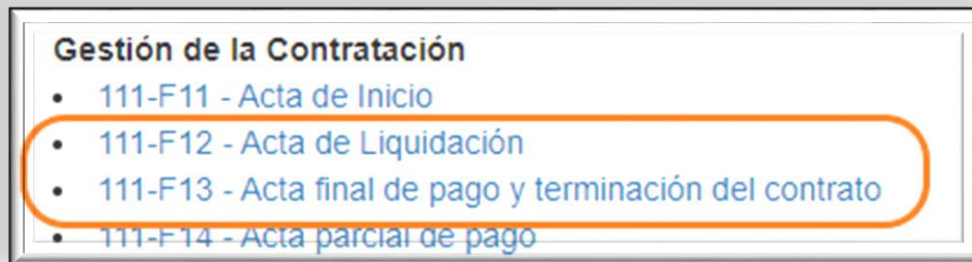 Gestión de la Contratación
• 111-F11 - Acta de Inicio
• 111-F12 - Acta de Liquidación
• 111-F13 - Acta final de pago y terminación del contrato
• 111-F14 - Acta parcial de pago